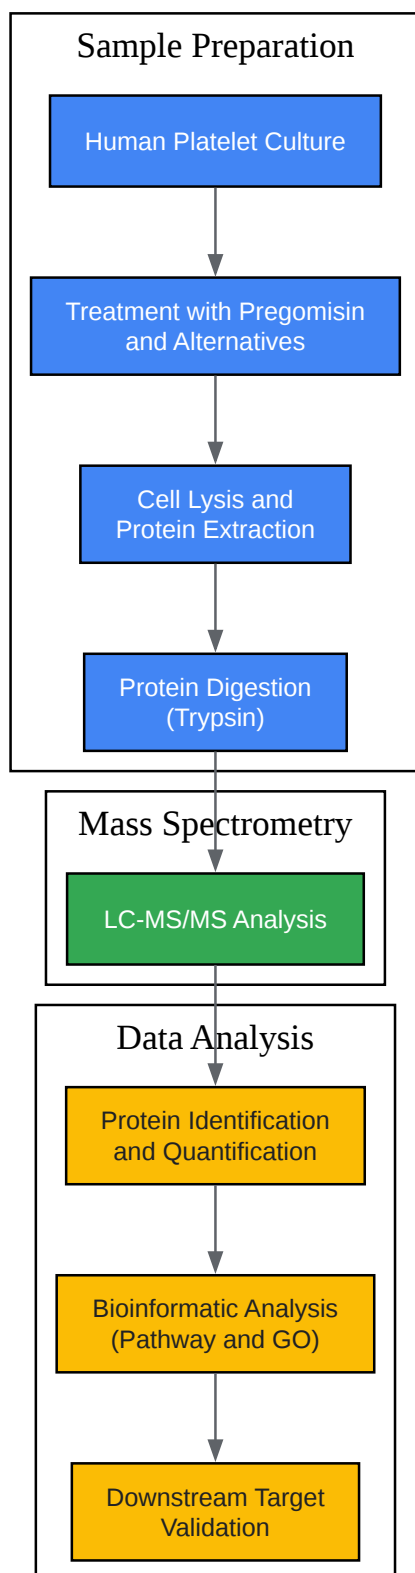 Sample Preparation
Human Platelet Culture
Treatment with Pregomisin
and Alternatives
Cell Lysis and
Protein Extraction
Protein Digestion
(Trypsin)
Mass Spectrometry
LC-MS/MS Analysis
Data Analysis
Protein Identification
and Quantification
Bioinformatic Analysis
(Pathway and GO)
Downstream Target
Validation